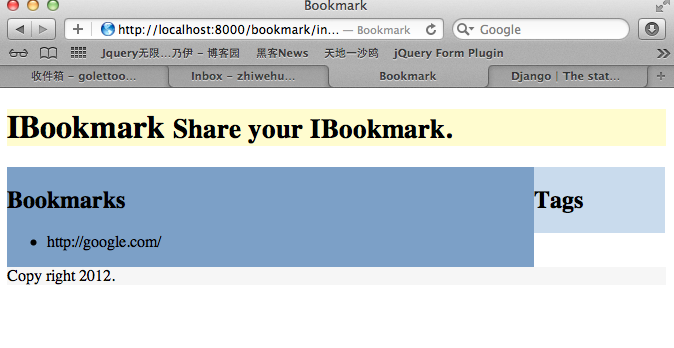 Bookmark
http://localhost:8000/bookmark/in... — Bookmark
Google
Jquery无限...乃伊 - 博客园 黑客News 天地一沙鸥 jQuery Form Plugin
收件箱 - golettoo... Inbox - zhiwehu... Bookmark Django | The stat...
IBookmark Share your IBookmark.
Bookmarks
Tags
• http://google.com/
Copy right 2012.